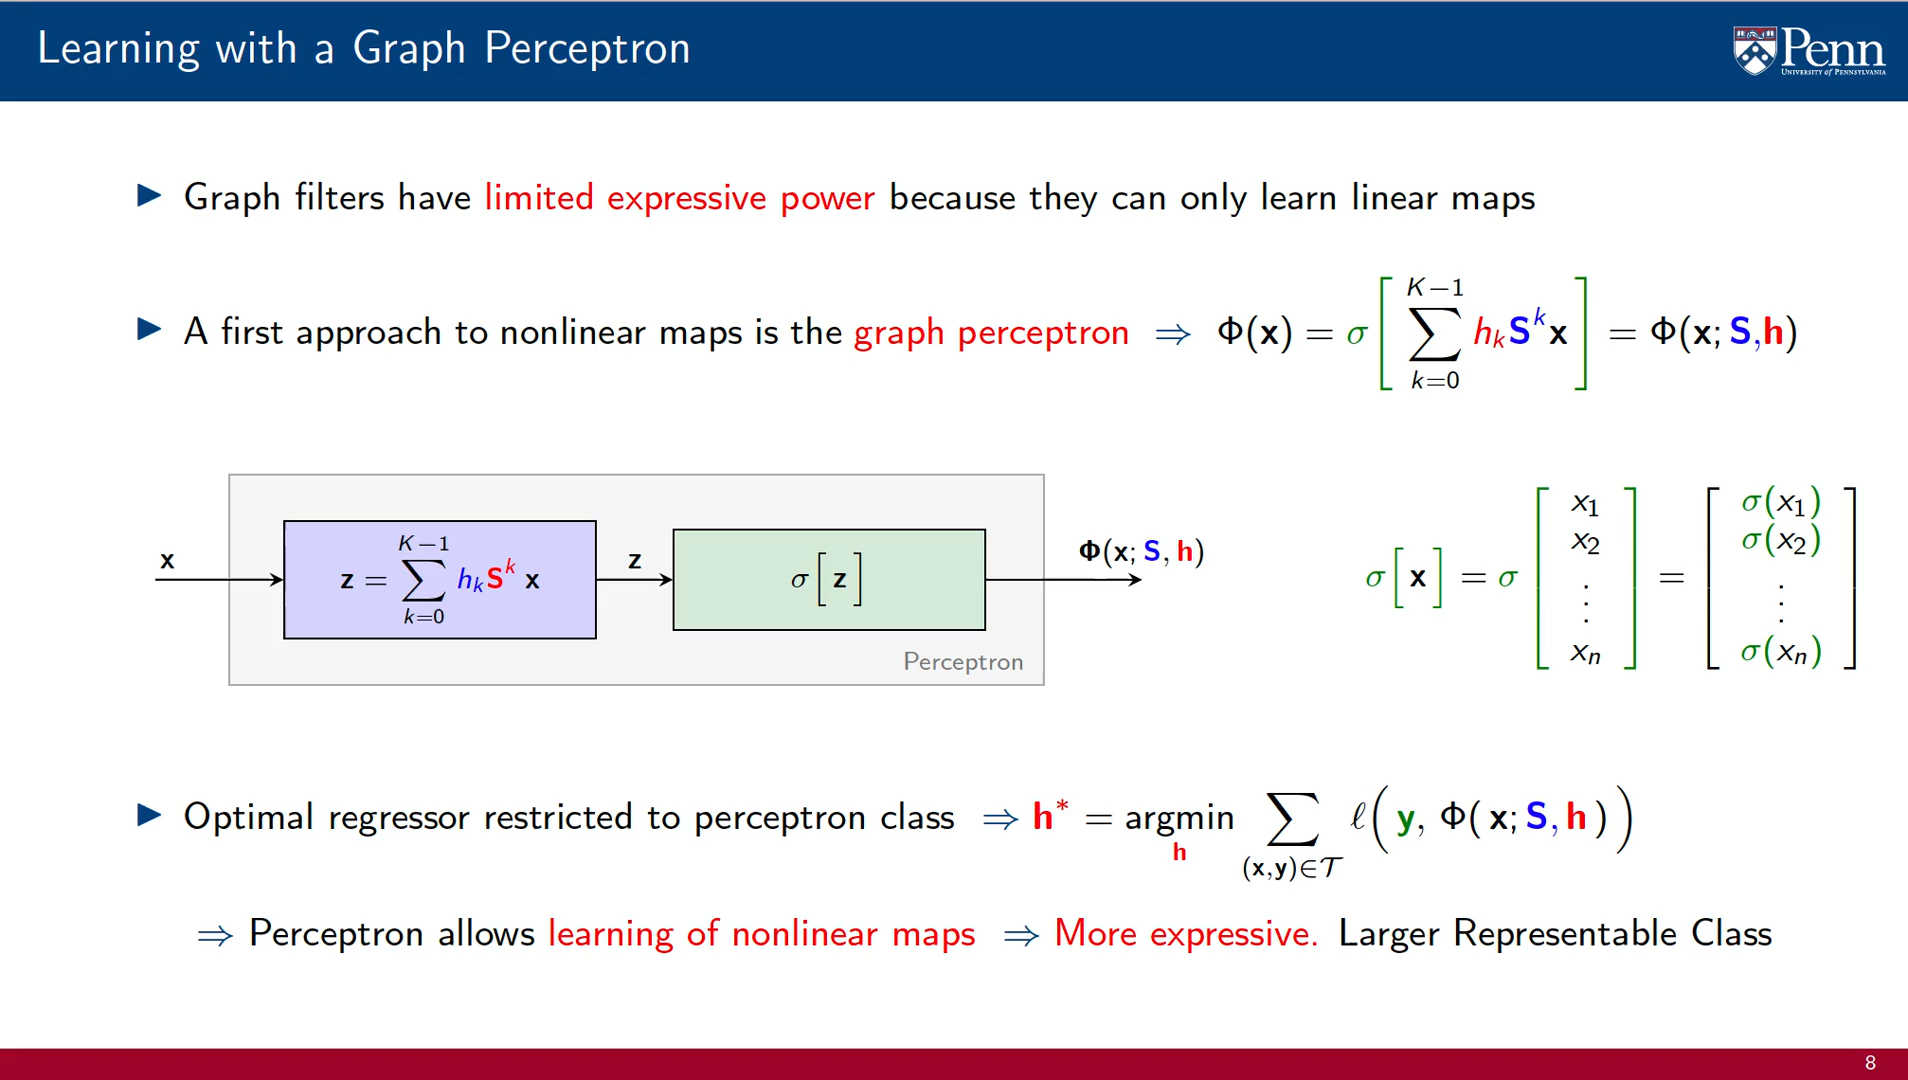 Learning with a Graph Perceptron
Penn
UNIVERSITY of PENNSYLVANIA
▶ Graph filters have limited expressive power because they can only learn linear maps
▶ A first approach to nonlinear maps is the graph perceptron ⇒ Φ(x) = σ[ ∑_{k=0}^{K−1} h_k S^k x ] = Φ(x; S,h)
x
z = ∑_{k=0}^{K−1} h_k S^k x
z
σ[z]
Φ(x; S, h)
Perceptron
σ[x] = σ [x_1 x_2 ⋮ x_n] = [σ(x_1) σ(x_2) ⋮ σ(x_n)]
▶ Optimal regressor restricted to perceptron class ⇒ h* = argmin_h ∑_{(x,y)∈𝒯} ℓ( y, Φ( x; S, h ) )
⇒ Perceptron allows learning of nonlinear maps ⇒ More expressive. Larger Representable Class
8